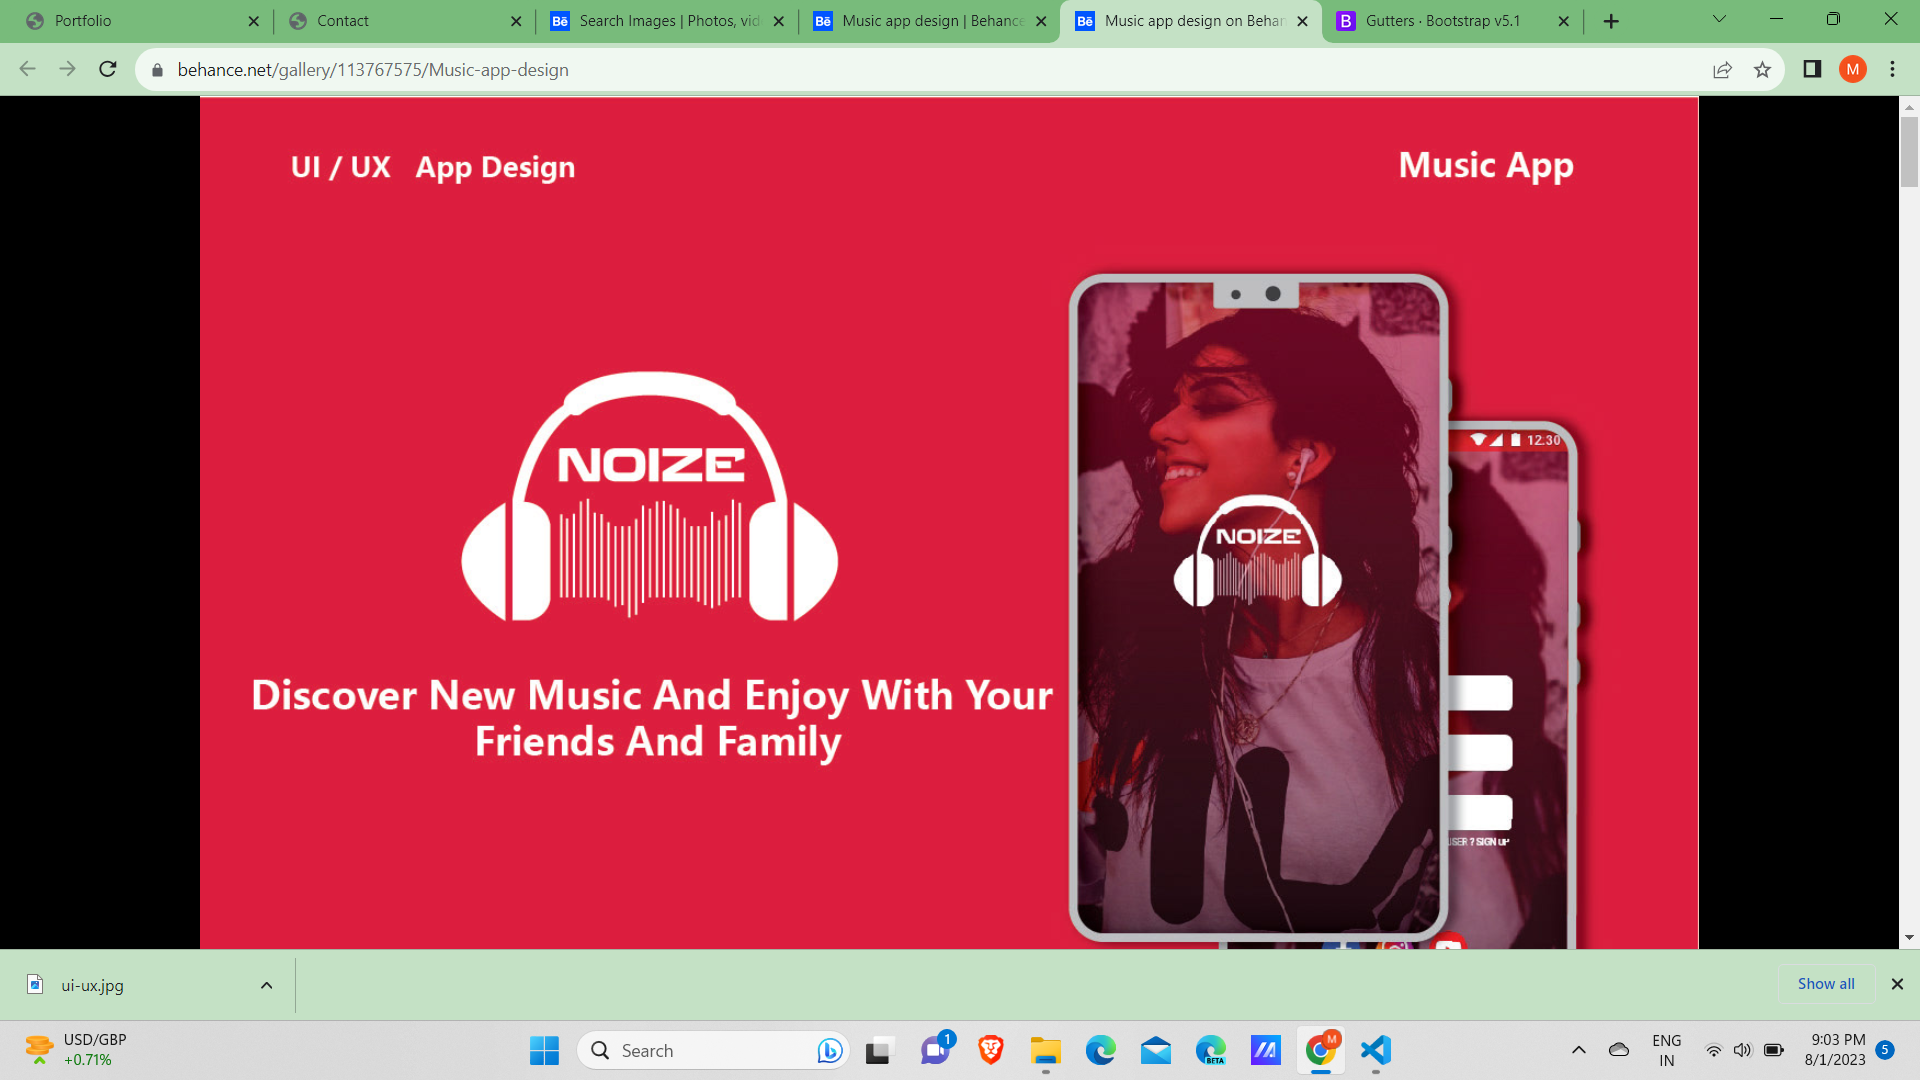 Portfolio
Contact
Bē Search Images | Photos, vid
Bē Music app design | Behance
Bē Music app design on Behan
B Gutters · Bootstrap v5.1
behance.net/gallery/113767575/Music-app-design
M
UI / UX App Design
Music App
NOIZE
12.30
NOIZE
Discover New Music And Enjoy With Your
Friends And Family
USER ? SIGN UP
ui-ux.jpg
Show all
USD/GBP
+0.71%
Search
1
BETA
M
ENG
IN
9:03 PM
8/1/2023
5